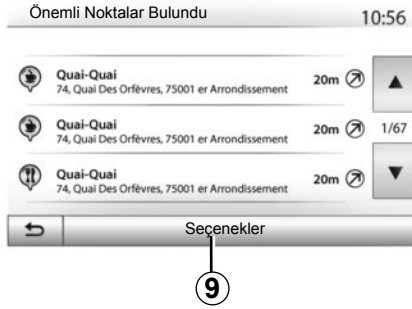 Önemli Noktalar Bulundu 10:56
Quai-Quai
74, Quai Des Orfèvres, 75001 er Arrondissement 20m
Quai-Quai
74, Quai Des Orfèvres, 75001 er Arrondissement 20m
1/67
Quai-Quai
74, Quai Des Orfèvres, 75001 er Arrondissement 20m
Seçenekler
9